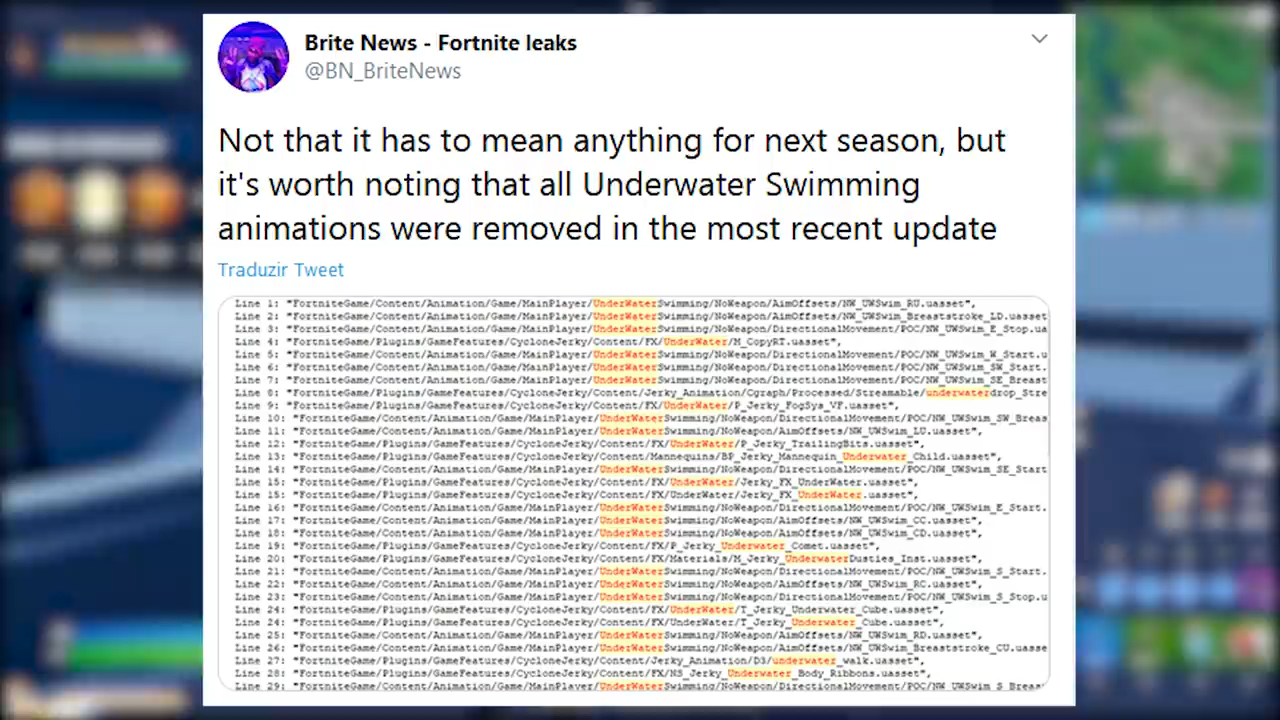 Brite News - Fortnite leaks
@BN_BriteNews
Not that it has to mean anything for next season, but
it's worth noting that all Underwater Swimming
animations were removed in the most recent update
Traduzir Tweet
Line 1: "FortniteGame/Content/Animation/Game/MainPlayer/UnderWaterSwimming/NoWeapon/AimOffsets/NW_UWSwim_RU.uasset",
Line 2: "FortniteGame/Content/Animation/Game/MainPlayer/UnderWaterSwimming/NoWeapon/AimOffsets/NW_UWSwim_Breaststroke_LD.uasset
Line 3: "FortniteGame/Content/Animation/Game/MainPlayer/UnderWaterSwimming/NoWeapon/DirectionalMovement/POC/NW_UWSwim_E_Stop.ua
Line 4: "FortniteGame/Plugins/GameFeatures/CycloneJerky/Content/FX/UnderWater/M_CopyRT.uasset",
Line 5: "FortniteGame/Content/Animation/Game/MainPlayer/UnderWaterSwimming/NoWeapon/DirectionalMovement/POC/NW_UWSwim_W_Start.u
Line 6: "FortniteGame/Content/Animation/Game/MainPlayer/UnderWaterSwimming/NoWeapon/DirectionalMovement/POC/NW_UWSwim_SW_Start.
Line 7: "FortniteGame/Content/Animation/Game/MainPlayer/UnderWaterSwimming/NoWeapon/DirectionalMovement/POC/NW_UWSwim_SE_Breast
Line 8: "FortniteGame/Plugins/GameFeatures/CycloneJerky/Content/Jerky_Animation/Cgraph/Processed/Streamable/underwaterdrop_Stre
Line 9: "FortniteGame/Plugins/GameFeatures/CycloneJerky/Content/FX/UnderWater/P_Jerky_FogSys_VF.uasset",
Line 10: "FortniteGame/Content/Animation/Game/MainPlayer/UnderWaterSwimming/NoWeapon/DirectionalMovement/POC/NW_UWSwim_SW_Breas
Line 11: "FortniteGame/Content/Animation/Game/MainPlayer/UnderWaterSwimming/NoWeapon/AimOffsets/NW_UWSwim_LU.uasset",
Line 12: "FortniteGame/Plugins/GameFeatures/CycloneJerky/Content/FX/UnderWater/P_Jerky_TrailingBits.uasset",
Line 13: "FortniteGame/Plugins/GameFeatures/CycloneJerky/Content/Mannequins/BP_Jerky_Mannequin_Underwater_Child.uasset",
Line 14: "FortniteGame/Content/Animation/Game/MainPlayer/UnderWaterSwimming/NoWeapon/DirectionalMovement/POC/NW_UWSwim_SE_Start
Line 15: "FortniteGame/Plugins/GameFeatures/CycloneJerky/Content/FX/UnderWater/Jerky_FX_UnderWater.uasset",
Line 15: "FortniteGame/Plugins/GameFeatures/CycloneJerky/Content/FX/UnderWater/Jerky_FX_UnderWater.uasset",
Line 16: "FortniteGame/Content/Animation/Game/MainPlayer/UnderWaterSwimming/NoWeapon/DirectionalMovement/POC/NW_UWSwim_E_Start.
Line 17: "FortniteGame/Content/Animation/Game/MainPlayer/UnderWaterSwimming/NoWeapon/AimOffsets/NW_UWSwim_CC.uasset",
Line 18: "FortniteGame/Content/Animation/Game/MainPlayer/UnderWaterSwimming/NoWeapon/AimOffsets/NW_UWSwim_CD.uasset",
Line 19: "FortniteGame/Plugins/GameFeatures/CycloneJerky/Content/FX/P_Jerky_Underwater_Comet.uasset",
Line 20: "FortniteGame/Plugins/GameFeatures/CycloneJerky/Content/FX/Materials/M_Jerky_UnderwaterDusties_Inst.uasset",
Line 21: "FortniteGame/Content/Animation/Game/MainPlayer/UnderWaterSwimming/NoWeapon/DirectionalMovement/POC/NW_UWSwim_S_Start.
Line 22: "FortniteGame/Content/Animation/Game/MainPlayer/UnderWaterSwimming/NoWeapon/AimOffsets/NW_UWSwim_RC.uasset",
Line 23: "FortniteGame/Content/Animation/Game/MainPlayer/UnderWaterSwimming/NoWeapon/DirectionalMovement/POC/NW_UWSwim_S_Stop.u
Line 24: "FortniteGame/Plugins/GameFeatures/CycloneJerky/Content/FX/UnderWater/T_Jerky_Underwater_Cube.uasset",
Line 24: "FortniteGame/Plugins/GameFeatures/CycloneJerky/Content/FX/UnderWater/T_Jerky_Underwater_Cube.uasset",
Line 25: "FortniteGame/Content/Animation/Game/MainPlayer/UnderWaterSwimming/NoWeapon/AimOffsets/NW_UWSwim_RD.uasset",
Line 26: "FortniteGame/Content/Animation/Game/MainPlayer/UnderWaterSwimming/NoWeapon/AimOffsets/NW_UWSwim_Breaststroke_CU.uasse
Line 27: "FortniteGame/Plugins/GameFeatures/CycloneJerky/Content/Jerky_Animation/D3/underwater_walk.uasset",
Line 28: "FortniteGame/Plugins/GameFeatures/CycloneJerky/Content/FX/NS_Jerky_Underwater_Body_Ribbons.uasset",
Line 29: "FortniteGame/Content/Animation/Game/MainPlayer/UnderWaterSwimming/NoWeapon/DirectionalMovement/POC/NW_UWSwim_S_Breas